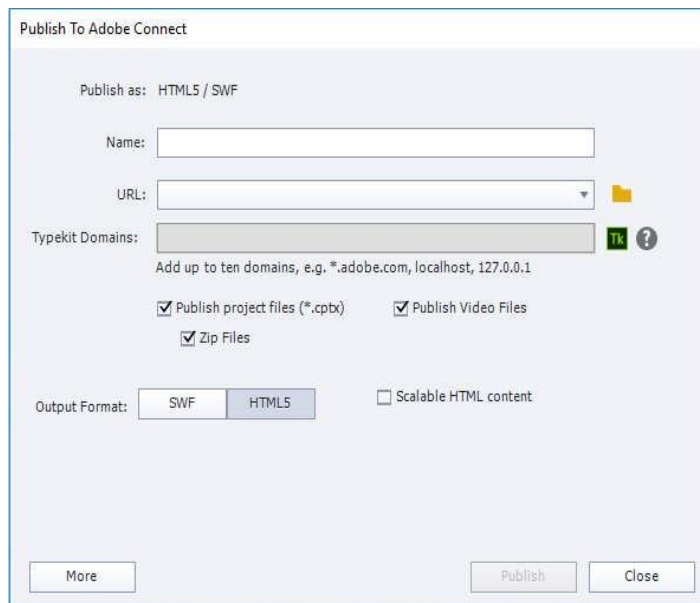 Publish To Adobe Connect
Publish as: HTML5 / SWF
Name:
URL:
Typekit Domains: Tk ?
Add up to ten domains, e.g. *.adobe.com, localhost, 127.0.0.1
Publish project files (*.cptx) Publish Video Files
Zip Files
Output Format: SWF HTML5 Scalable HTML content
More Publish Close